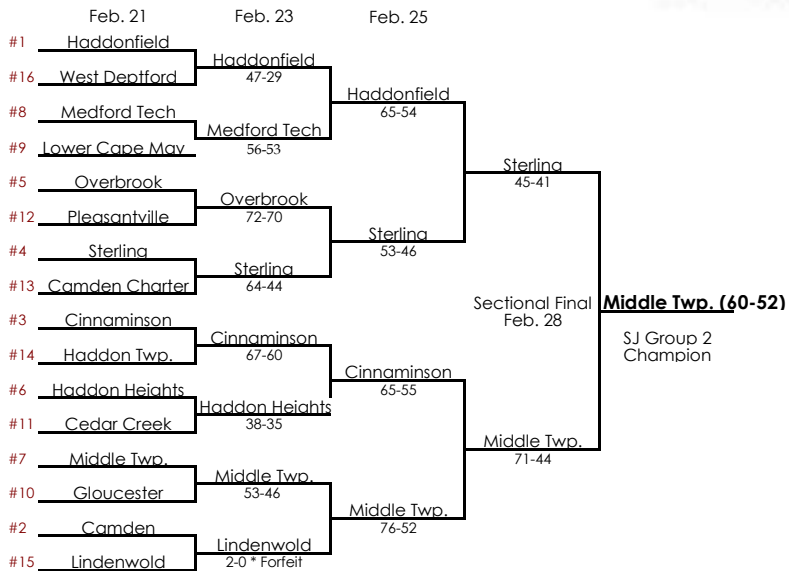 Feb. 21 Feb. 23 Feb. 25
#1 Haddonfield
Haddonfield
47-29
#16 West Deptford
Haddonfield
65-54
#8 Medford Tech
Medford Tech
56-53
#9 Lower Cape May
Sterling
45-41
#5 Overbrook
Overbrook
72-70
#12 Pleasantville
Sterling
53-46
#4 Sterling
Sterling
64-44
#13 Camden Charter
Sectional Final
Feb. 28
Middle Twp. (60-52)
SJ Group 2
Champion
#3 Cinnaminson
Cinnaminson
67-60
#14 Haddon Twp.
Cinnaminson
65-55
#6 Haddon Heights
Haddon Heights
38-35
#11 Cedar Creek
Middle Twp.
71-44
#7 Middle Twp.
Middle Twp.
53-46
#10 Gloucester
Middle Twp.
76-52
#2 Camden
Lindenwold
2-0 * Forfeit
#15 Lindenwold